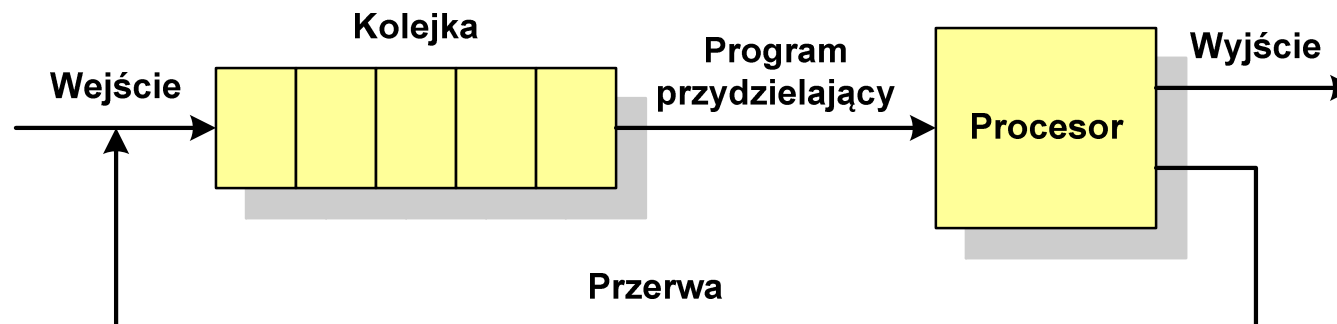 Kolejka
Wejście
Program
przydzielający
Procesor
Wyjście
Przerwa